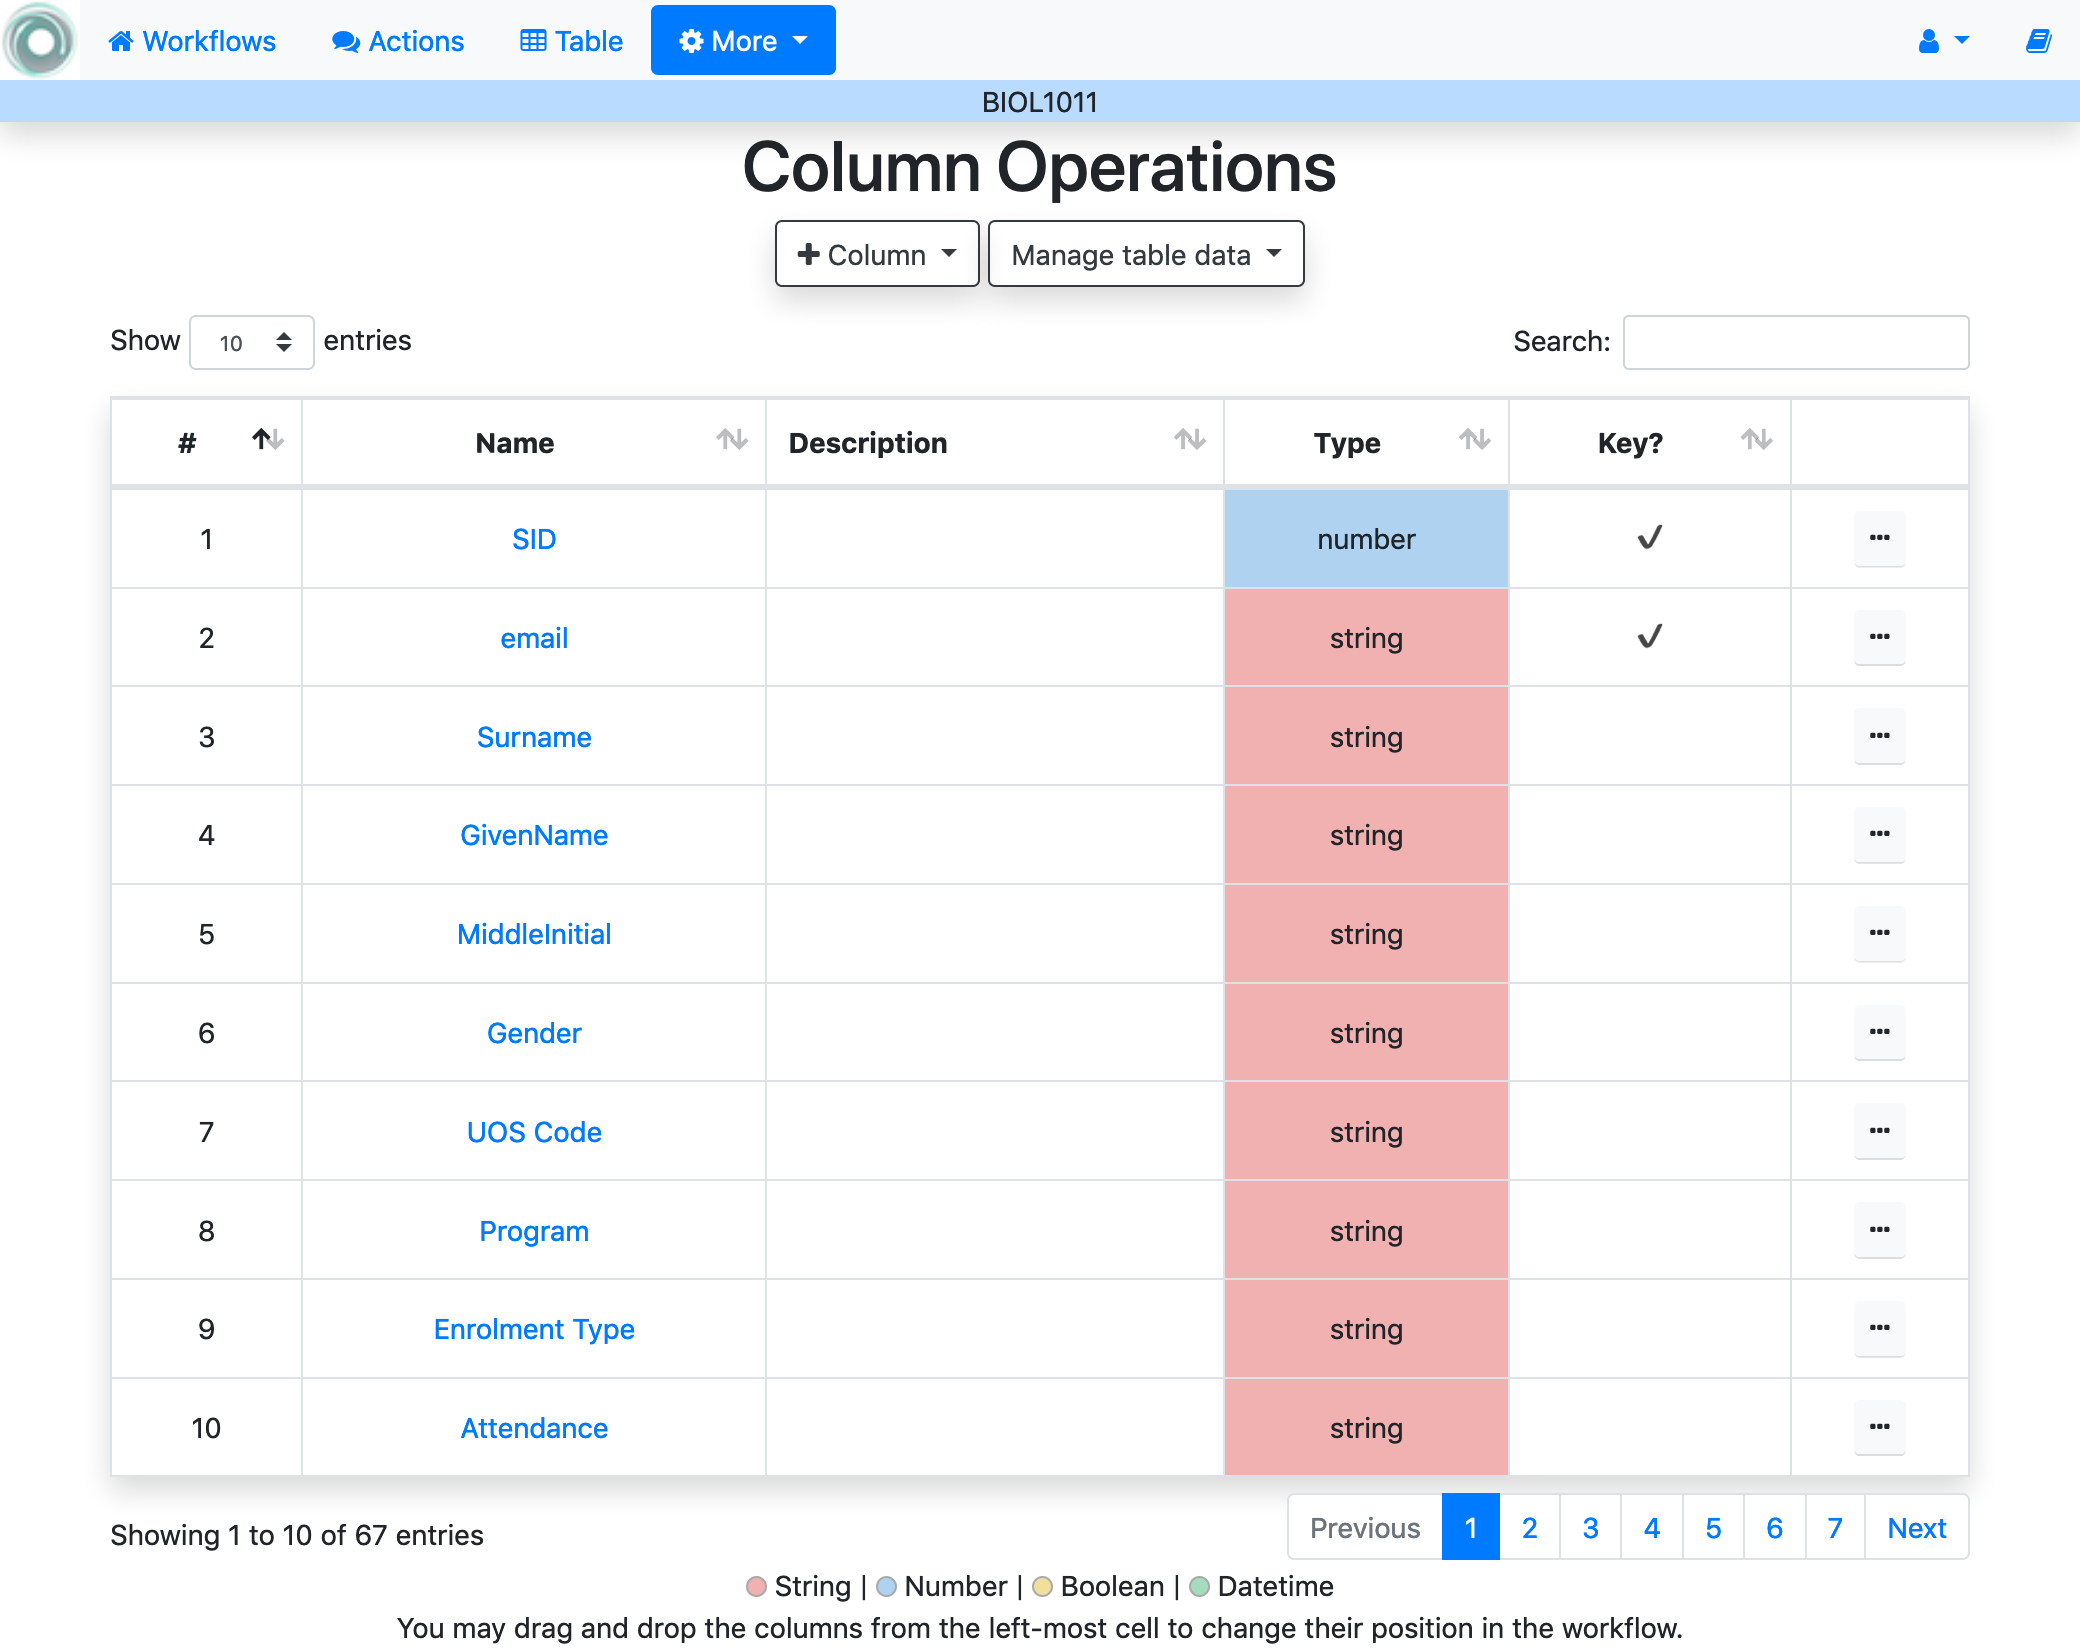 Workflows Actions Table More
BIOL1011
Column Operations
Column Manage table data
Show 10 entries Search:
# Name Description Type Key?
1 SID number ✓
2 email string ✓
3 Surname string
4 GivenName string
5 MiddleInitial string
6 Gender string
7 UOS Code string
8 Program string
9 Enrolment Type string
10 Attendance string
Showing 1 to 10 of 67 entries Previous 1 2 3 4 5 6 7 Next
String | Number | Boolean | Datetime
You may drag and drop the columns from the left-most cell to change their position in the workflow.